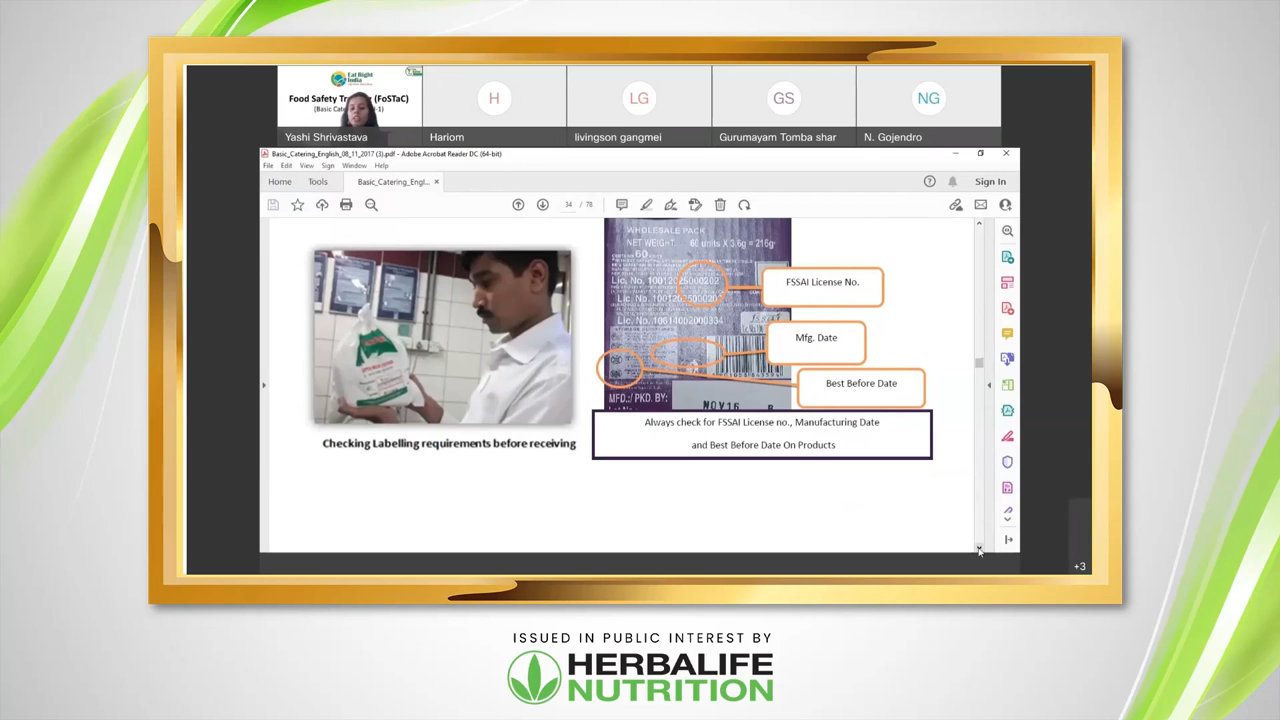 Eat Right
India
Food Safety Tr (FoSTaC)
(Basic Cate -1)
Yashi Shrivastava
H
Hariom
LG
livingson gangmei
GS
Gurumayam Tomba shar
NG
N. Gojendro
Basic_Catering_English_08_11_2017 (3).pdf - Adobe Acrobat Reader DC (64-bit)
File Edit View Sign Window Help
Home Tools Basic_Catering_Engl... × Sign In
34 / 78
WHOLESALE PACK
NET WEIGHT. 60 units X 3.6g = 216g
60
Lic. No. 10012025000202
Lic. No.
Lic. No. 10014002000334
MFD./ PKD. BY:
NOV16 B
FSSAI License No.
Mfg. Date
Best Before Date
Always check for FSSAI License no., Manufacturing Date
and Best Before Date On Products
Checking Labelling requirements before receiving
+3
ISSUED IN PUBLIC INTEREST BY
HERBALIFE
NUTRITION